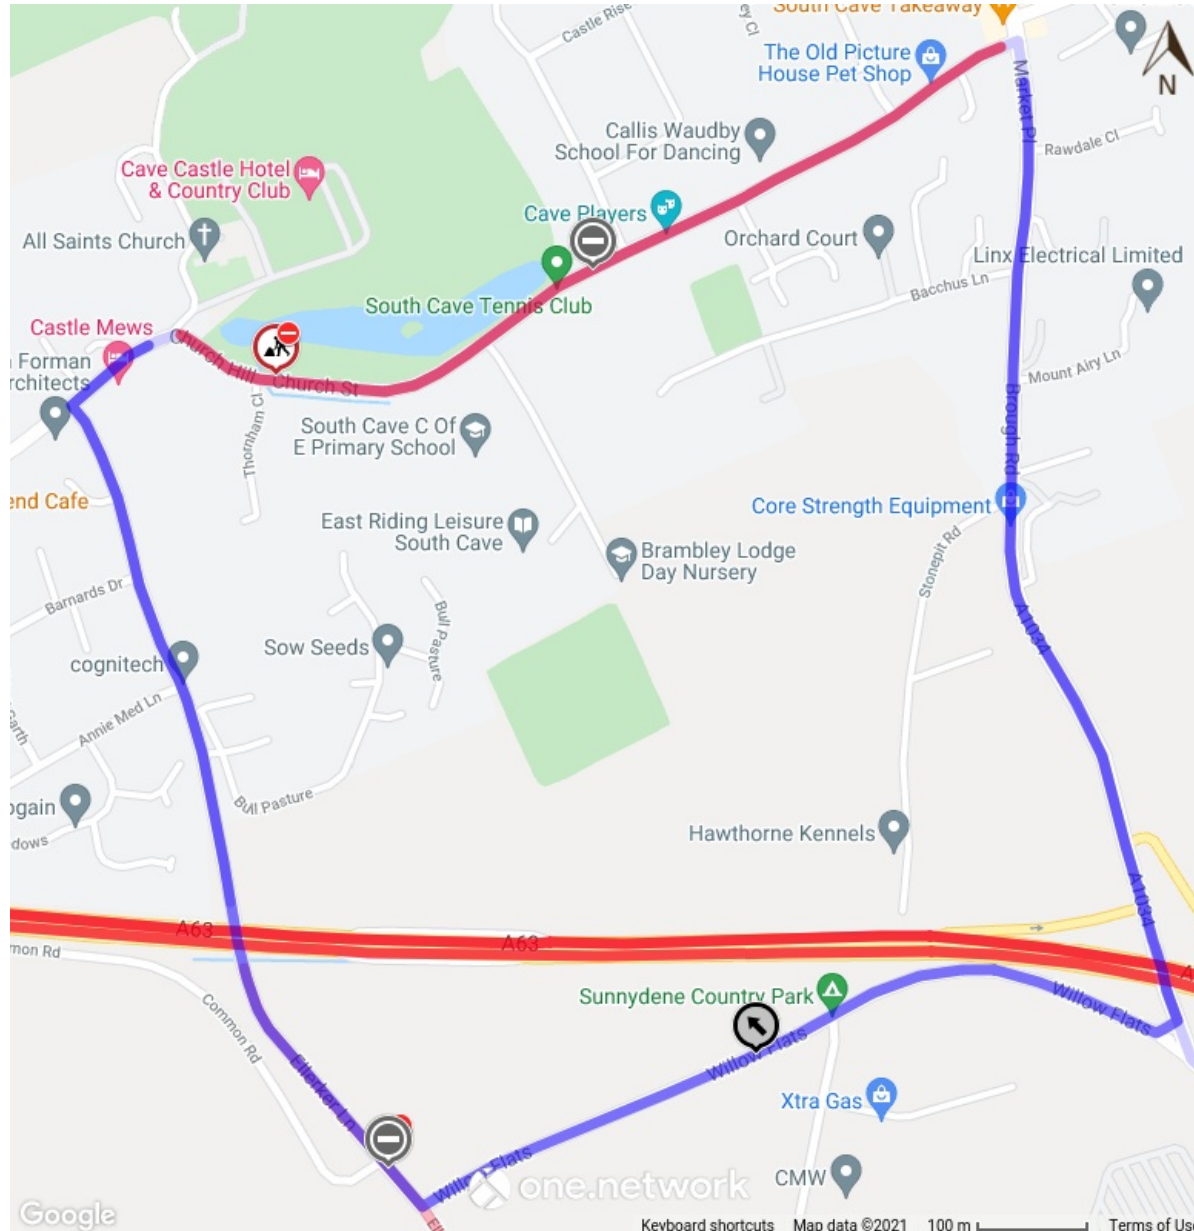 South Cave Takeaway
Castle Rise
ey Cl
The Old Picture
House Pet Shop
N
Market Pl
Callis Waudby
School For Dancing
Rawdale Cl
Cave Castle Hotel
& Country Club
Cave Players
All Saints Church
Orchard Court
Linx Electrical Limited
Bacchus Ln
South Cave Tennis Club
Castle Mews
Church Hill
Church St
n Forman
rchitects
Mount Airy Ln
Brough Rd
Thornham Cl
South Cave C Of
E Primary School
end Cafe
Core Strength Equipment
East Riding Leisure
South Cave
Brambley Lodge
Day Nursery
Stonepit Rd
Barnards Dr
Bull Pasture
A1034
Sow Seeds
cognitech
Annie Med Ln
Garth
Bull Pasture
ogain
dows
Hawthorne Kennels
A1034
A63
A63
A
mon Rd
Common Rd
Sunnydene Country Park
Willow Flats
Willow Flats
Ellerker Ln
Xtra Gas
CMW
Willow Flats
one.network
Google
Keyboard shortcuts Map data ©2021 100 m Terms of Use